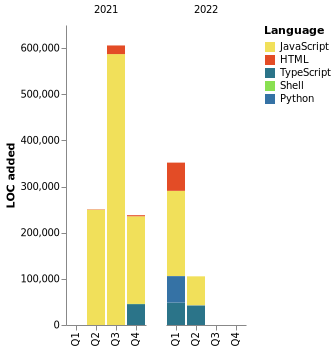 2021 2022
Language
JavaScript
HTML
TypeScript
Shell
Python
LOC added
600,000
500,000
400,000
300,000
200,000
100,000
0
Q1 Q2 Q3 Q4 Q1 Q2 Q3 Q4